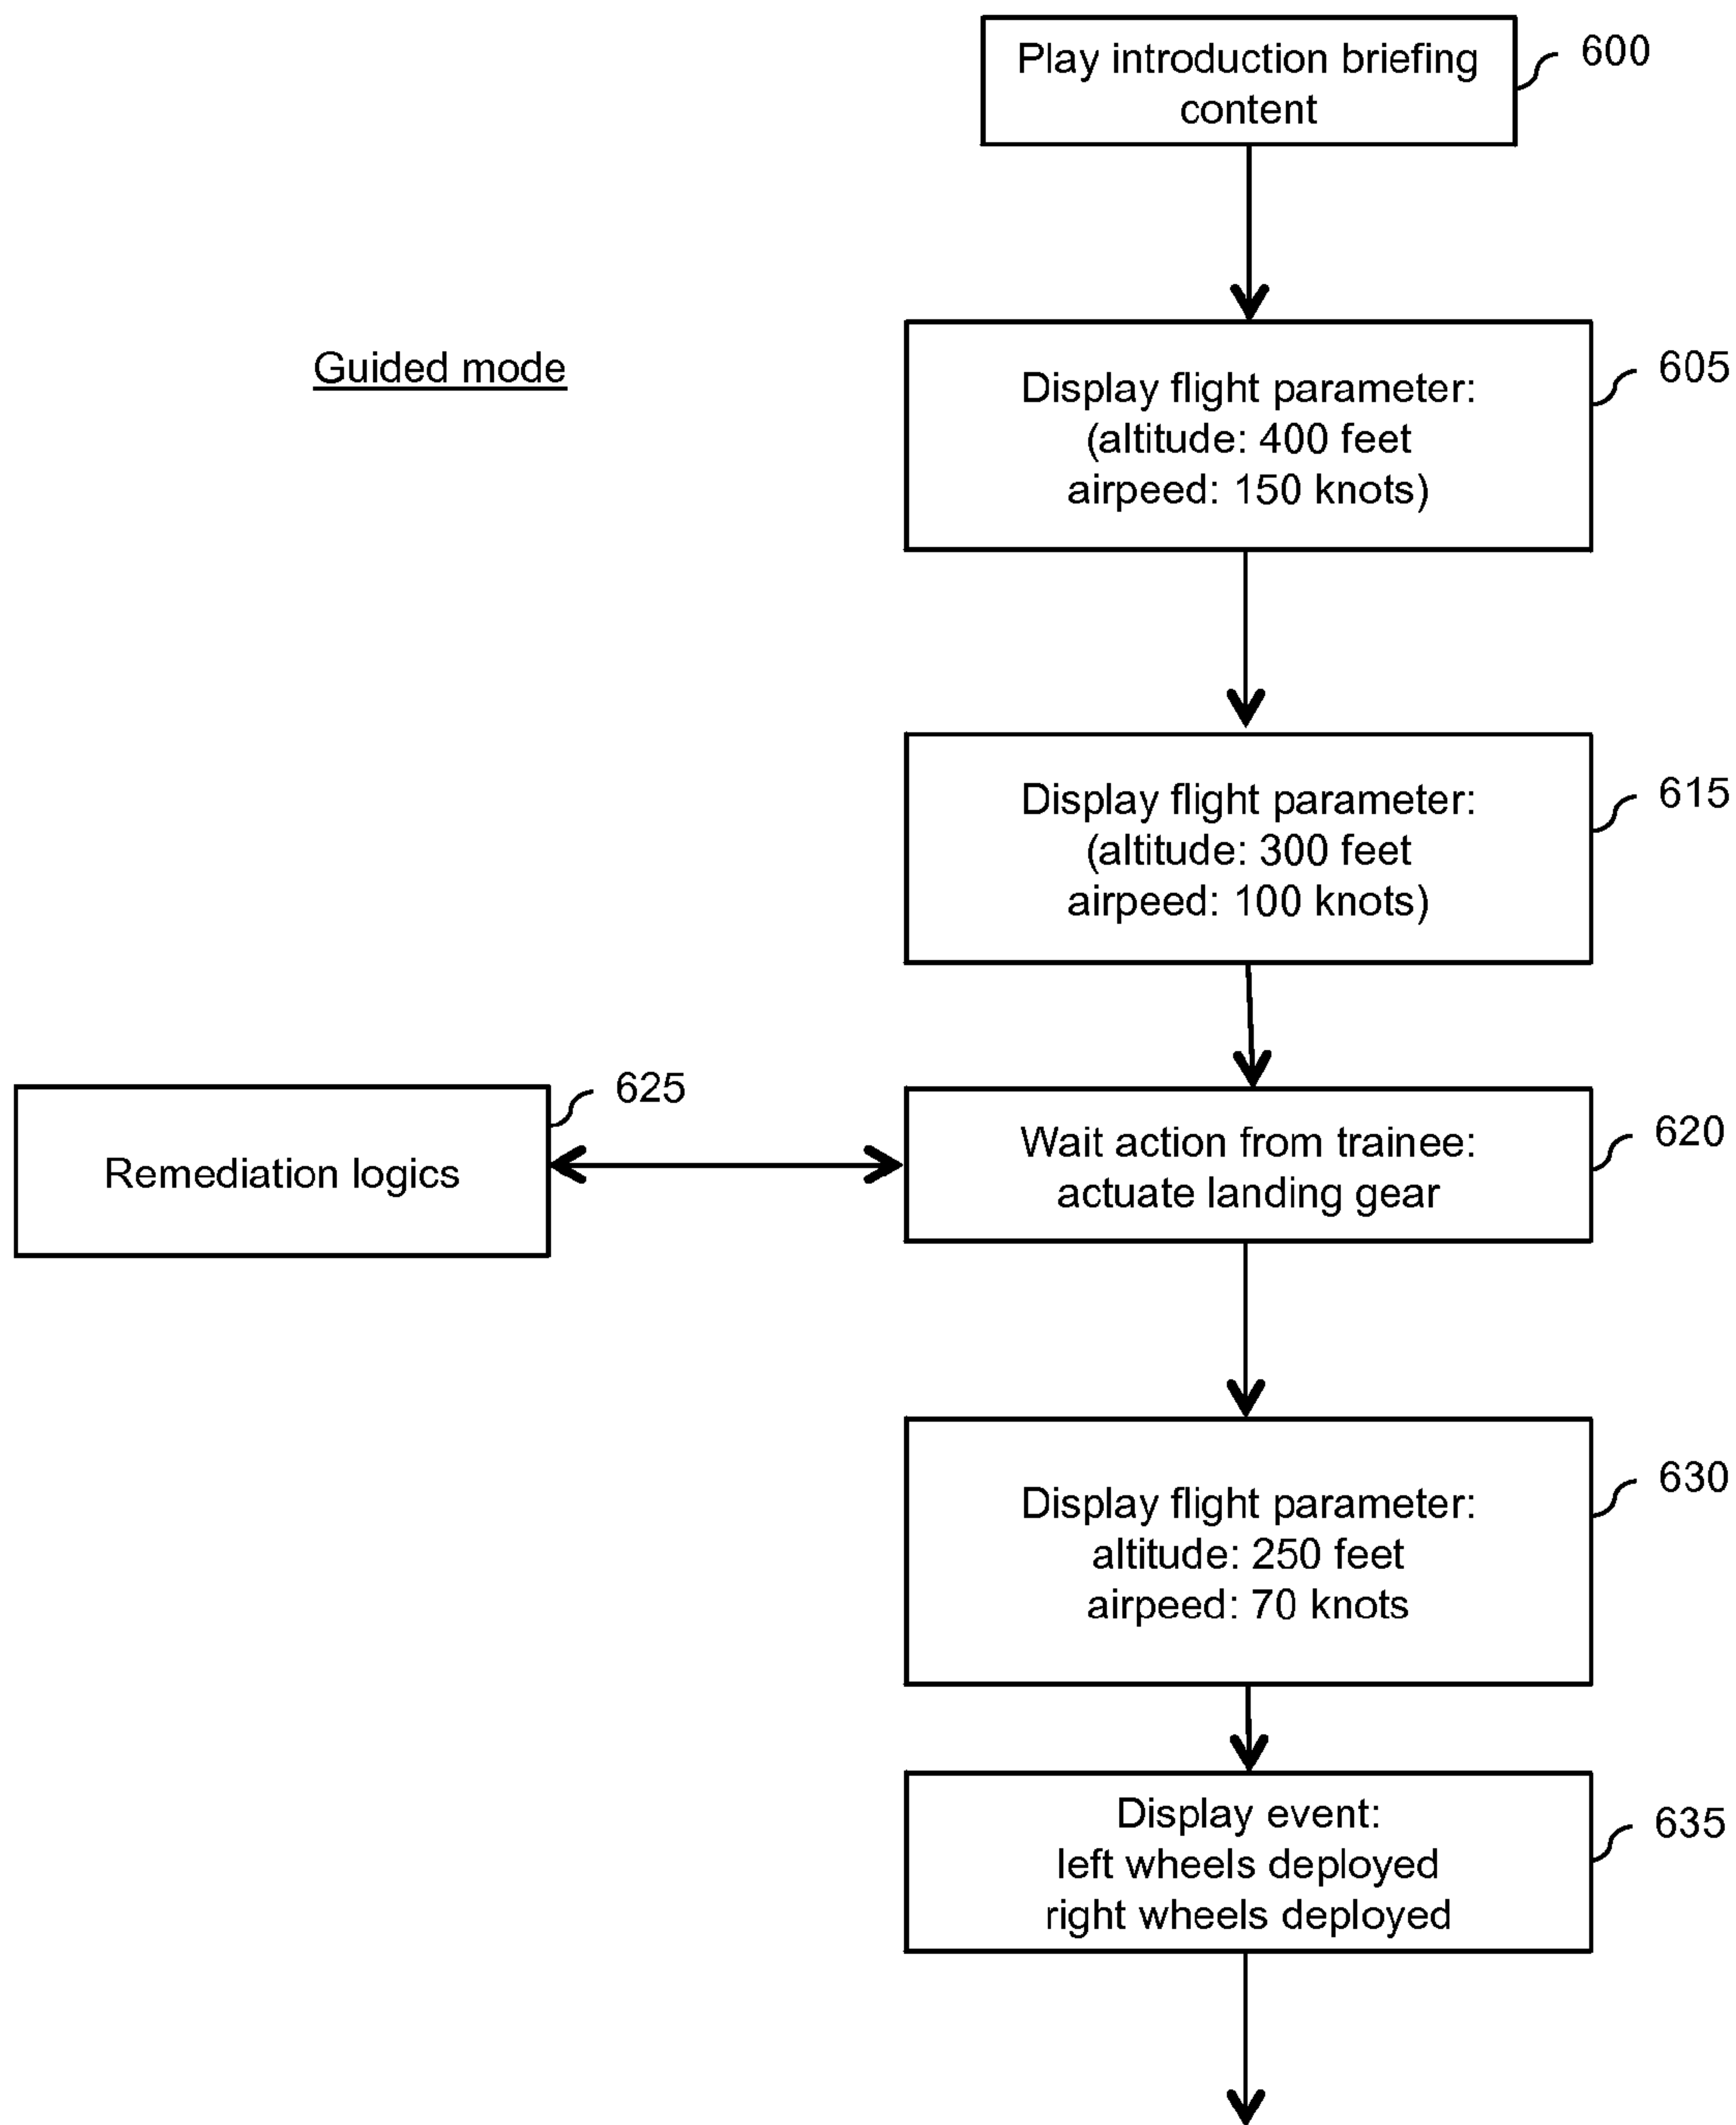 Play introduction briefing
content
600
Guided mode
Display flight parameter:
(altitude: 400 feet
airpeed: 150 knots)
605
Display flight parameter:
(altitude: 300 feet
airpeed: 100 knots)
615
Remediation logics
625
Wait action from trainee:
actuate landing gear
620
Display flight parameter:
altitude: 250 feet
airpeed: 70 knots
630
Display event:
left wheels deployed
right wheels deployed
635